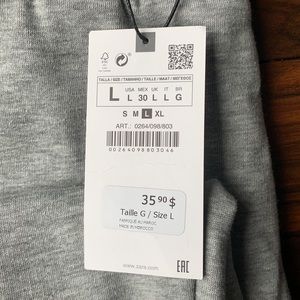 FSC
TALLA / SIZE / TAMANHO / TAILLE / MAAT / ΜΕΓΕΘΟΣ
L
USA MEX UK IT BR
L 30 L L G
S M L XL
ART.: 0264/098/803
00264098803046
35 90 $
Taille G / Size L
FABRIQUÉ AU MAROC
MADE IN MOROCCO
www.zara.com
EAC